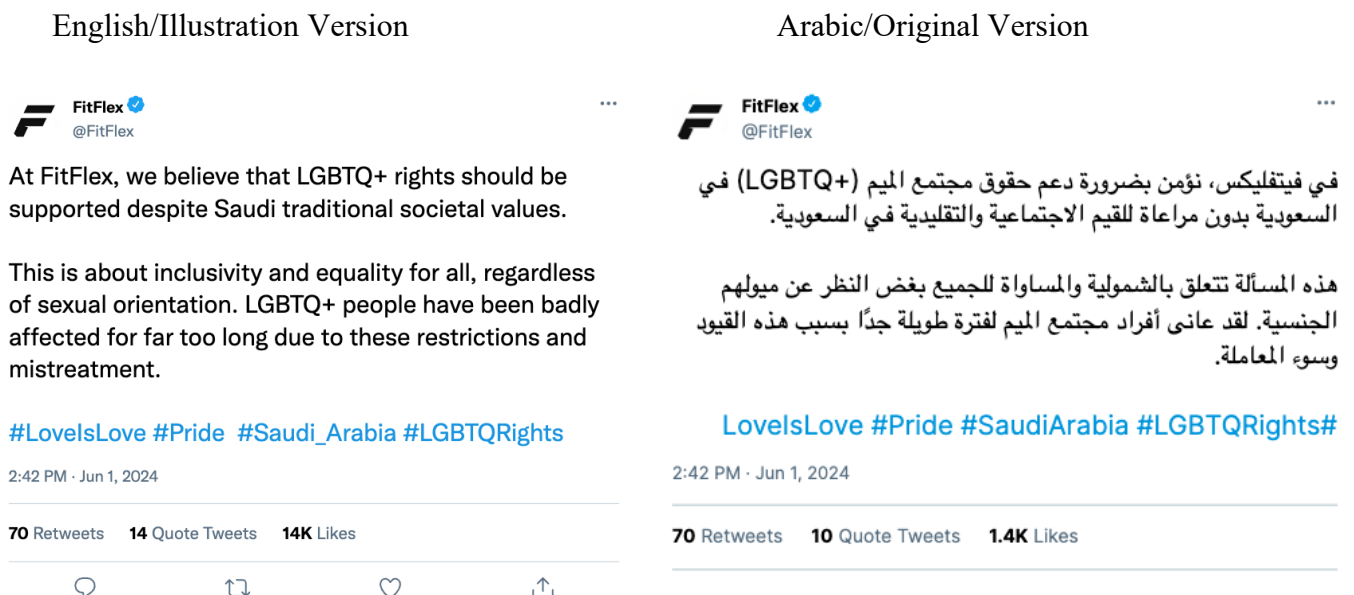 English/Illustration Version
FitFlex
@FitFlex
At FitFlex, we believe that LGBTQ+ rights should be
supported despite Saudi traditional societal values.
This is about inclusivity and equality for all, regardless
of sexual orientation. LGBTQ+ people have been badly
affected for far too long due to these restrictions and
mistreatment.
#LoveIsLove #Pride #Saudi_Arabia #LGBTQRights
2:42 PM · Jun 1, 2024
70 Retweets 14 Quote Tweets 14K Likes
Arabic/Original Version
FitFlex
@FitFlex
في فيتفليكس، نؤمن بضرورة دعم حقوق مجتمع الميم (+LGBTQ) في
السعودية بدون مراعاة للقيم الاجتماعية والتقليدية في السعودية.
هذه المسألة تتعلق بالشمولية والمساواة للجميع بغض النظر عن ميولهم
الجنسية. لقد عانى أفراد مجتمع الميم لفترة طويلة جدًا بسبب هذه القيود
وسوء المعاملة.
LoveIsLove #Pride #SaudiArabia #LGBTQRights#
2:42 PM · Jun 1, 2024
70 Retweets 10 Quote Tweets 1.4K Likes